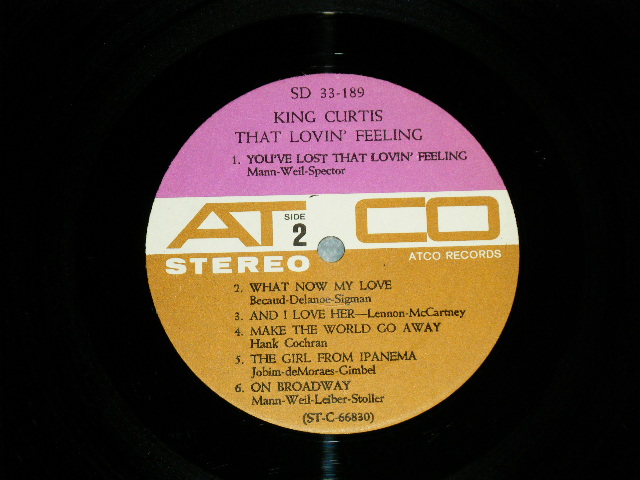 SD 33-189
KING CURTIS
THAT LOVIN' FEELING
1. YOU'VE LOST THAT LOVIN' FEELING
Mann-Weil-Spector
ATCO
SIDE
2
STEREO
ATCO RECORDS
2. WHAT NOW MY LOVE
Becaud-Delanoe-Sigman
3. AND I LOVE HER—Lennon-McCartney
4. MAKE THE WORLD GO AWAY
Hank Cochran
5. THE GIRL FROM IPANEMA
Jobim-deMoraes-Gimbel
6. ON BROADWAY
Mann-Weil-Leiber-Stoller
(ST-C-66830)